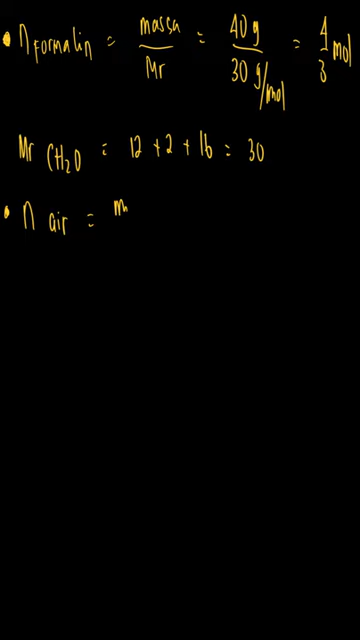 • n formalin = massa / Mr = 40 g / 30 g/mol = 4/3 mol
Mr CH₂O = 12 + 2 + 16 = 30
• n air = m